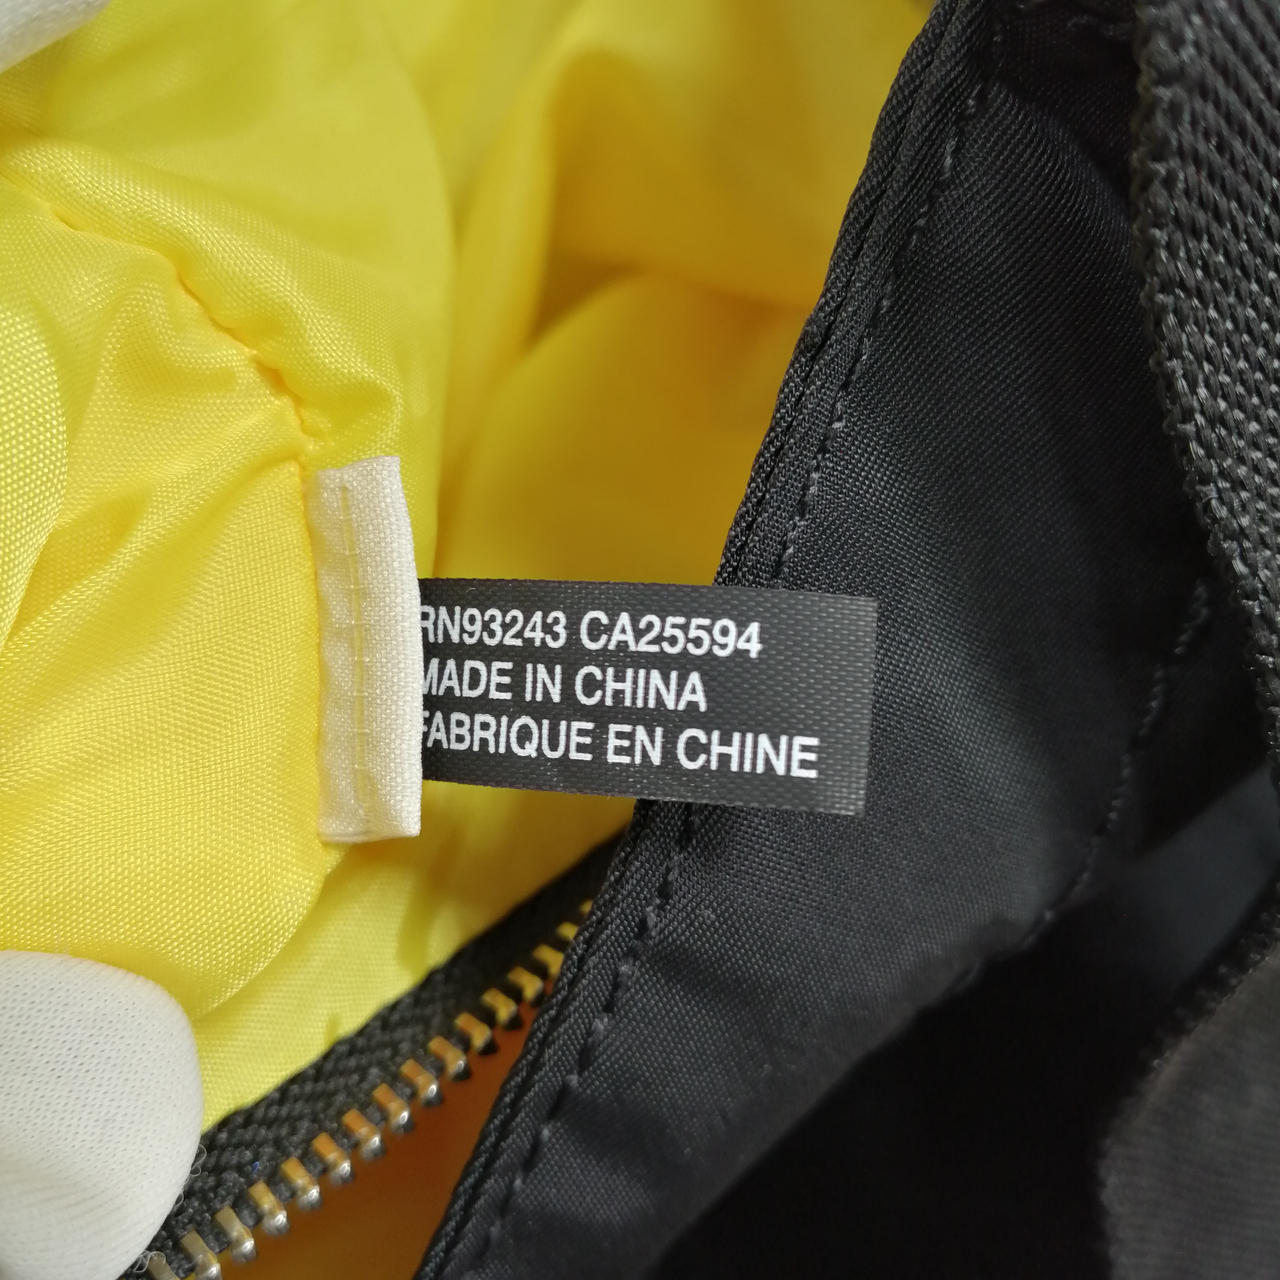 RN93243 CA25594
MADE IN CHINA
FABRIQUE EN CHINE